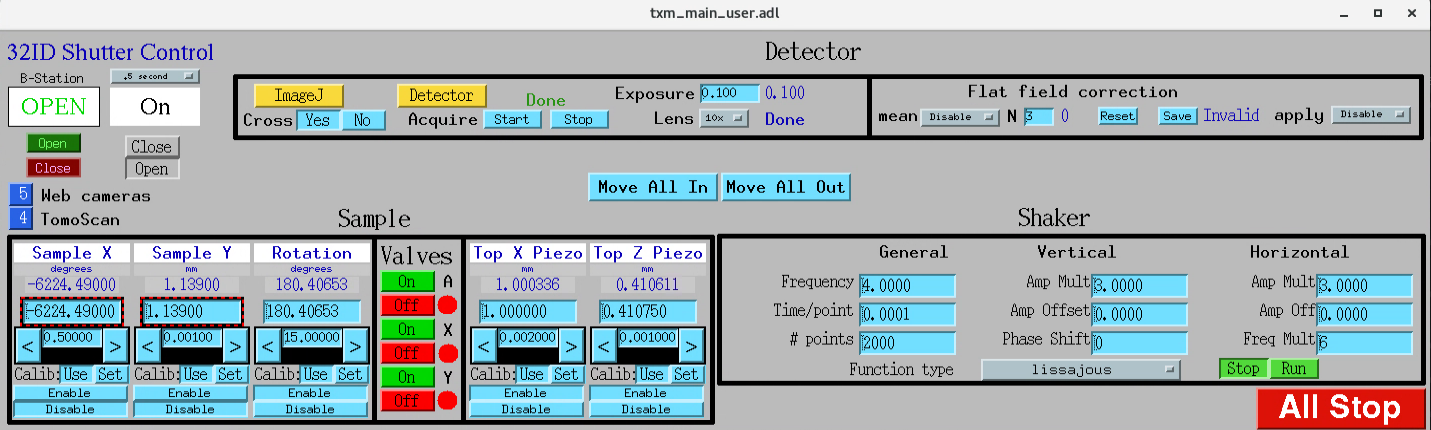 txm_main_user.adl
32ID Shutter Control
Detector
B-Station
.5 second
OPEN
On
Open
Close
Close
Open
ImageJ
Detector
Done
Exposure 0.100 0.100
Cross Yes No
Acquire Start Stop
Lens 10x Done
Flat field correction
mean Disable N 3 0 Reset Save Invalid apply Disable
5 Web cameras
4 TomoScan
Move All In Move All Out
Sample
Sample X Sample Y Rotation
degrees mm degrees
-6224.49000 1.13900 180.40653
-6224.49000 1.13900 180.40653
< 0.50000 > < 0.00100 > < 15.00000 >
Calib: Use Set Calib: Use Set Calib: Use Set
Enable Enable Enable
Disable Disable Disable
Valves
On A
Off
On X
Off
On Y
Off
Top X Piezo Top Z Piezo
mm mm
1.000336 0.410611
1.000000 0.410750
< 0.002000 > < 0.001000 >
Calib: Use Set Calib: Use Set
Enable Enable
Disable Disable
Shaker
General Vertical Horizontal
Frequency 4.0000 Amp Mult 3.0000 Amp Mult 3.0000
Time/point 0.0001 Amp Offset 0.0000 Amp Off 0.0000
# points 2000 Phase Shift 0 Freq Mult 6
Function type lissajous Stop Run
All Stop